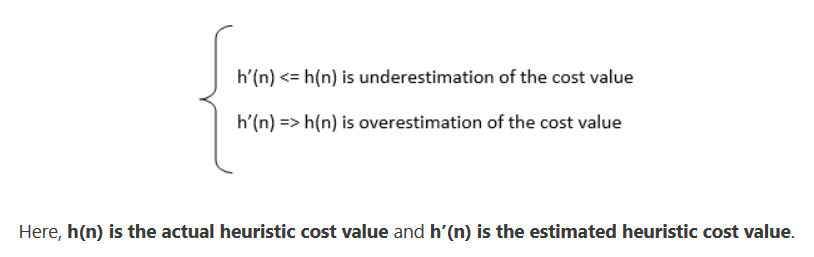 h’(n) <= h(n) is underestimation of the cost value
h’(n) => h(n) is overestimation of the cost value
Here, h(n) is the actual heuristic cost value and h’(n) is the estimated heuristic cost value.